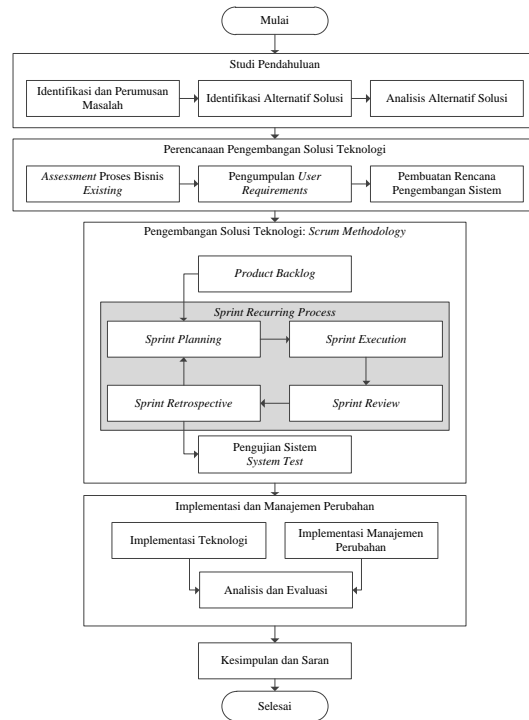 Mulai
Studi Pendahuluan
Identifikasi dan Perumusan
Masalah
Identifikasi Alternatif Solusi
Analisis Alternatif Solusi
Perencanaan Pengembangan Solusi Teknologi
Assessment Proses Bisnis
Existing
Pengumpulan User
Requirements
Pembuatan Rencana
Pengembangan Sistem
Pengembangan Solusi Teknologi: Scrum Methodology
Product Backlog
Sprint Recurring Process
Sprint Planning
Sprint Execution
Sprint Retrospective
Sprint Review
Pengujian Sistem
System Test
Implementasi dan Manajemen Perubahan
Implementasi Teknologi
Implementasi Manajemen
Perubahan
Analisis dan Evaluasi
Kesimpulan dan Saran
Selesai